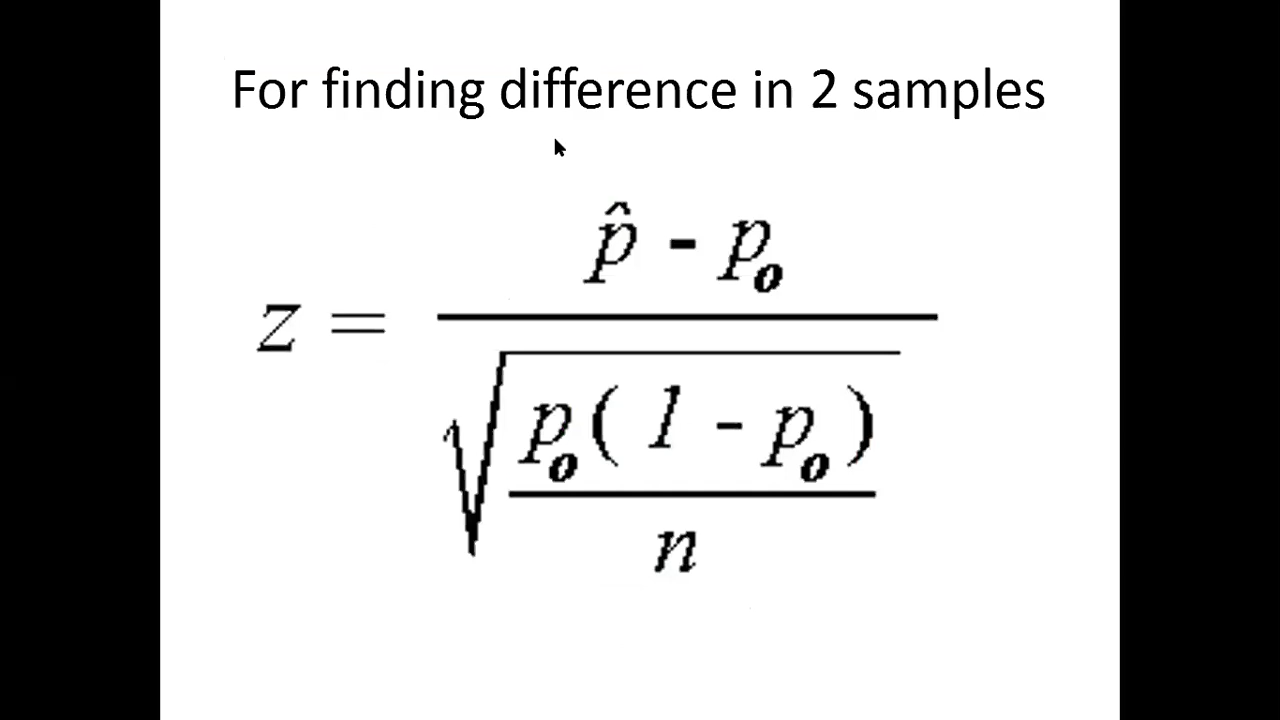 For finding difference in 2 samples
p̂ - p₀
z =
p₀( 1 - p₀ )
n